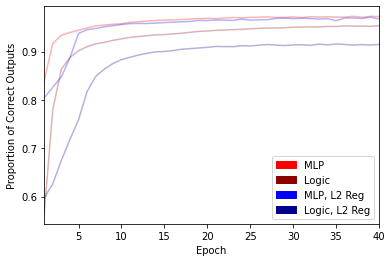 Proportion of Correct Outputs
0.9
0.8
0.7
0.6
5 10 15 20 25 30 35 40
Epoch
MLP
Logic
MLP, L2 Reg
Logic, L2 Reg